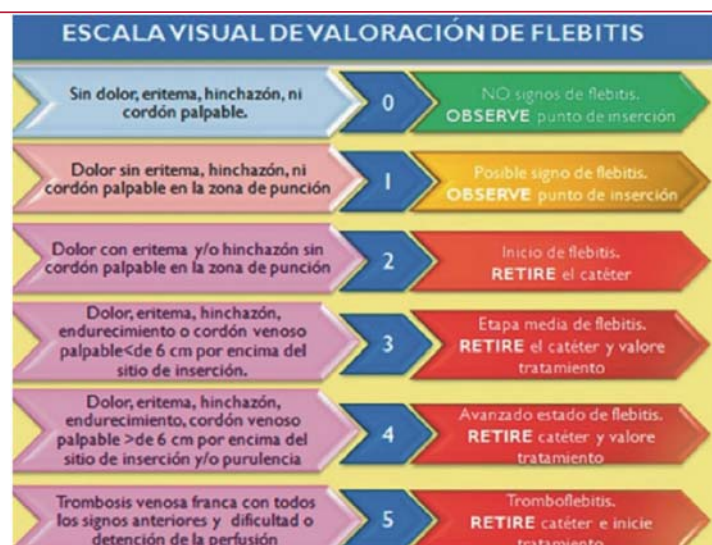 ESCALA VISUAL DE VALORACIÓN DE FLEBITIS
Sin dolor, eritema, hinchazón, ni
cordón palpable.
0
NO signos de flebitis.
OBSERVE punto de inserción
Dolor sin eritema, hinchazón, ni
cordón palpable en la zona de punción
1
Posible signo de flebitis.
OBSERVE punto de inserción
Dolor con eritema y/o hinchazón sin
cordón palpable en la zona de punción
2
Inicio de flebitis.
RETIRE el catéter
Dolor, eritema, hinchazón,
endurecimiento o cordón venoso
palpable<de 6 cm por encima del
sitio de inserción.
3
Etapa media de flebitis.
RETIRE el catéter y valore
tratamiento
Dolor, eritema, hinchazón,
endurecimiento, cordón venoso
palpable >de 6 cm por encima del
sitio de inserción y/o purulencia
4
Avanzado estado de flebitis.
RETIRE catéter y valore
tratamiento
Trombosis venosa franca con todos
los signos anteriores y dificultad o
detención de la perfusión
5
Tromboflebitis.
RETIRE catéter e inicie
tratamiento